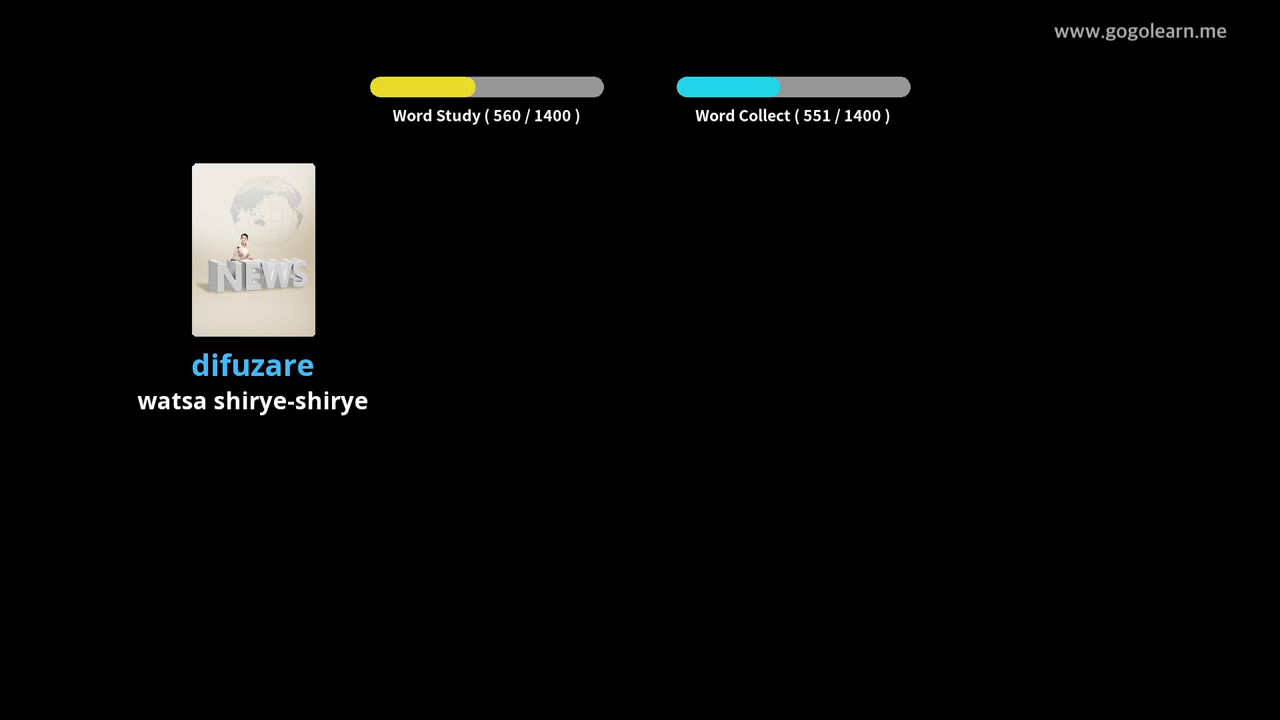 www.gogolearn.me
Word Study ( 560 / 1400 )
Word Collect ( 551 / 1400 )
NEWS
difuzare
watsa shirye-shirye